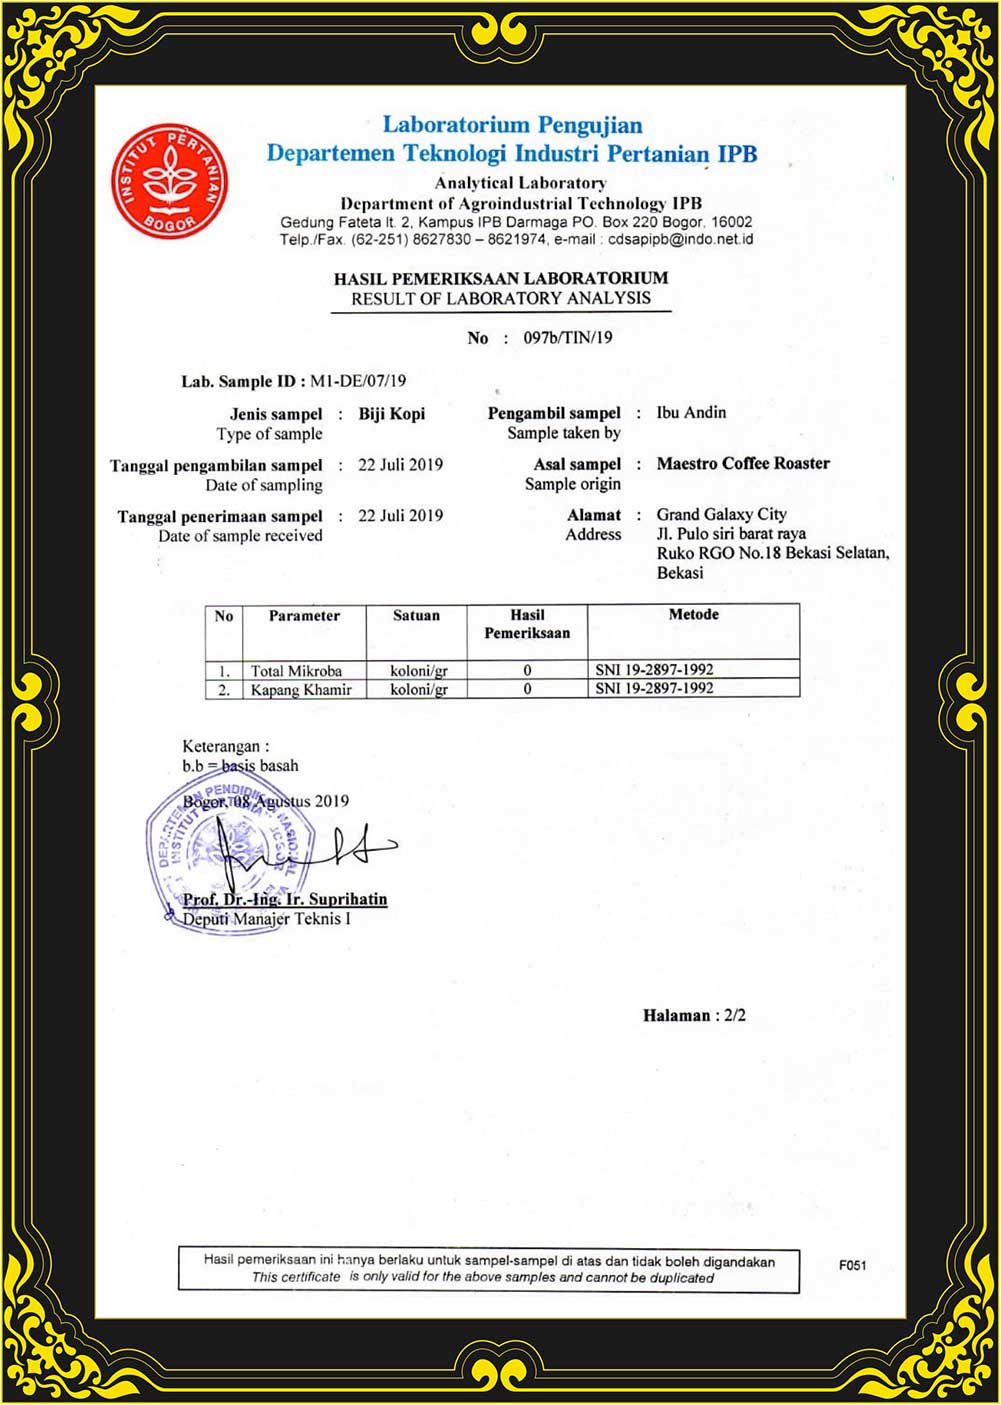 INSTITUT PERTANIAN
BOGOR
Laboratorium Pengujian
Departemen Teknologi Industri Pertanian IPB
Analytical Laboratory
Department of Agroindustrial Technology IPB
Gedung Fateta lt. 2, Kampus IPB Darmaga PO. Box 220 Bogor. 16002
Telp./Fax. (62-251) 8627830 – 8621974, e-mail : cdsapipb@indo.net.id
HASIL PEMERIKSAAN LABORATORIUM
RESULT OF LABORATORY ANALYSIS
No : 097b/TIN/19
Lab. Sample ID : M1-DE/07/19
Jenis sampel : Biji Kopi
Type of sample
Pengambil sampel : Ibu Andin
Sample taken by
Tanggal pengambilan sampel : 22 Juli 2019
Date of sampling
Asal sampel : Maestro Coffee Roaster
Sample origin
Tanggal penerimaan sampel : 22 Juli 2019
Date of sample received
Alamat : Grand Galaxy City
Address Jl. Pulo siri barat raya
Ruko RGO No.18 Bekasi Selatan,
Bekasi
No Parameter Satuan Hasil Pemeriksaan Metode
1. Total Mikroba koloni/gr 0 SNI 19-2897-1992
2. Kapang Khamir koloni/gr 0 SNI 19-2897-1992
Keterangan :
b.b = basis basah
Bogor, 08 Agustus 2019
DEPARTEMEN PENDIDIKAN NASIONAL
INSTITUT PERTANIAN BOGOR
Prof. Dr.-Ing. Ir. Suprihatin
Deputi Manajer Teknis I
Halaman : 2/2
Hasil pemeriksaan ini hanya berlaku untuk sampel-sampel di atas dan tidak boleh digandakan
This certificate is only valid for the above samples and cannot be duplicated
F051